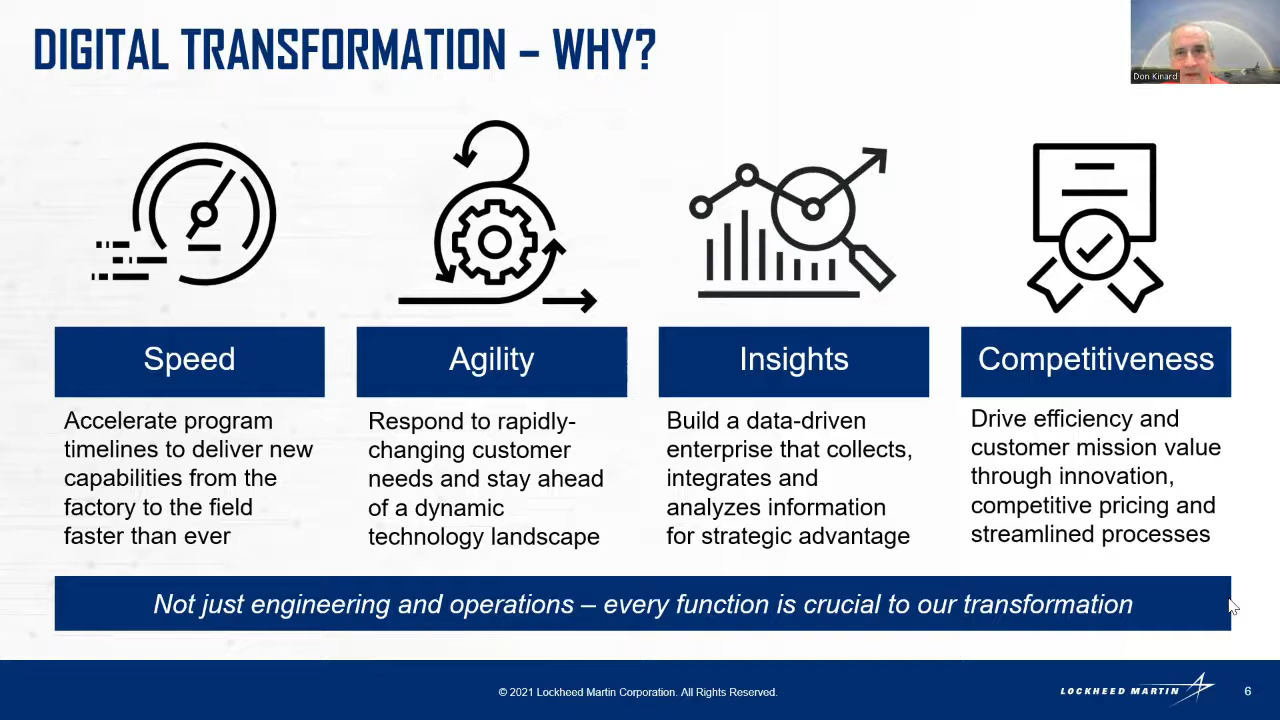 DIGITAL TRANSFORMATION – WHY?
Don Kinard
Speed
Accelerate program
timelines to deliver new
capabilities from the
factory to the field
faster than ever
Agility
Respond to rapidly-
changing customer
needs and stay ahead
of a dynamic
technology landscape
Insights
Build a data-driven
enterprise that collects,
integrates and
analyzes information
for strategic advantage
Competitiveness
Drive efficiency and
customer mission value
through innovation,
competitive pricing and
streamlined processes
Not just engineering and operations – every function is crucial to our transformation
© 2021 Lockheed Martin Corporation. All Rights Reserved.
LOCKHEED MARTIN
6